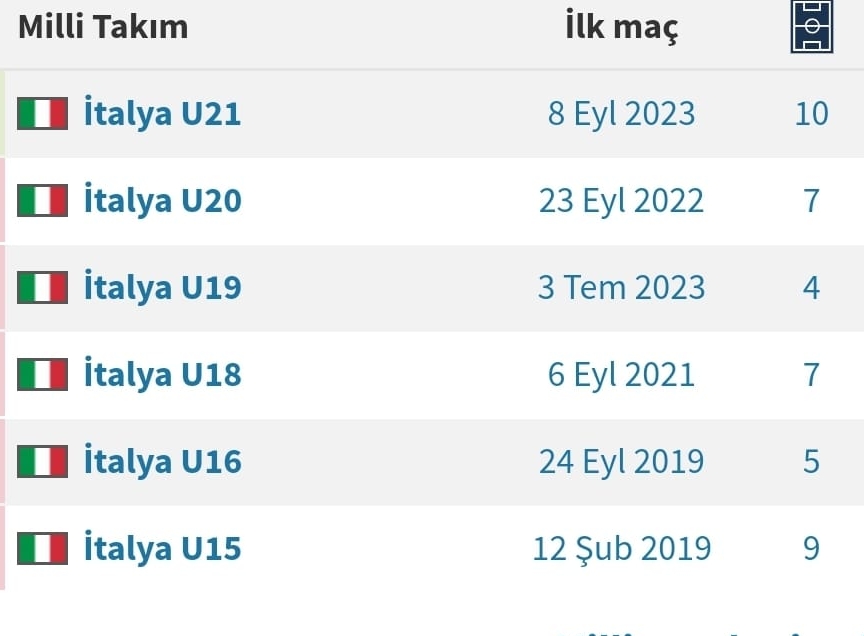 Milli Takım İlk maç
İtalya U21 8 Eyl 2023 10
İtalya U20 23 Eyl 2022 7
İtalya U19 3 Tem 2023 4
İtalya U18 6 Eyl 2021 7
İtalya U16 24 Eyl 2019 5
İtalya U15 12 Şub 2019 9